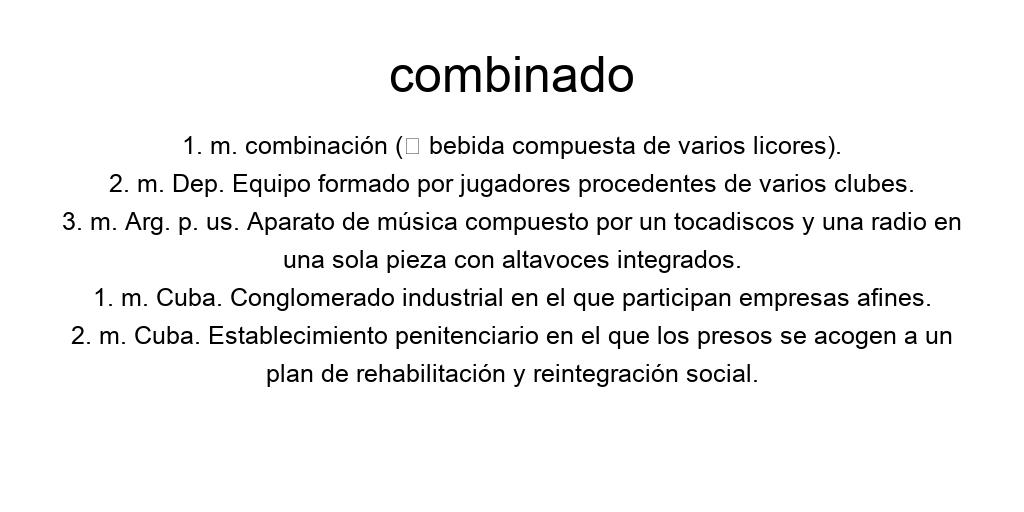 combinado
1. m. combinación (▯ bebida compuesta de varios licores).
2. m. Dep. Equipo formado por jugadores procedentes de varios clubes.
3. m. Arg. p. us. Aparato de música compuesto por un tocadiscos y una radio en
una sola pieza con altavoces integrados.
1. m. Cuba. Conglomerado industrial en el que participan empresas afines.
2. m. Cuba. Establecimiento penitenciario en el que los presos se acogen a un
plan de rehabilitación y reintegración social.